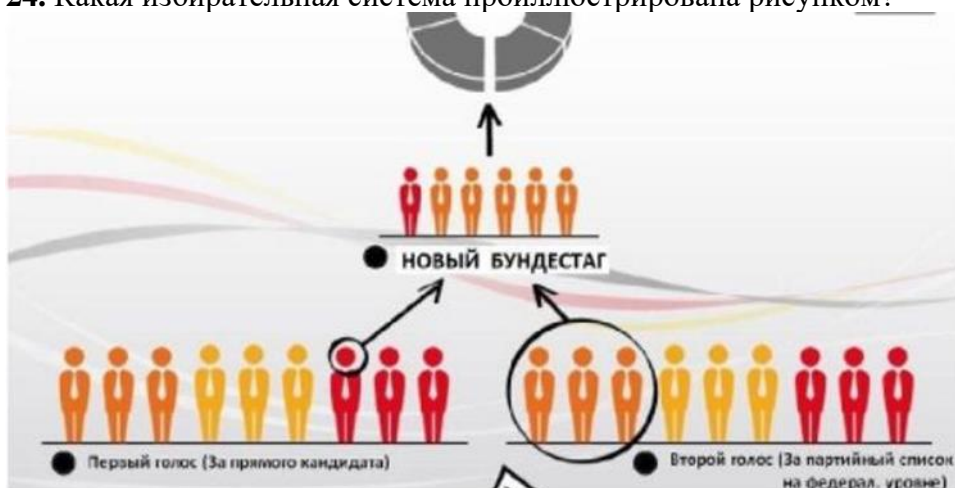 24. Какая избирательная система проиллюстрирована рисунком?
НОВЫЙ БУНДЕСТАГ
Первый голос (За прямого кандидата)
Второй голос (За партийный список
на федерал. уровне)